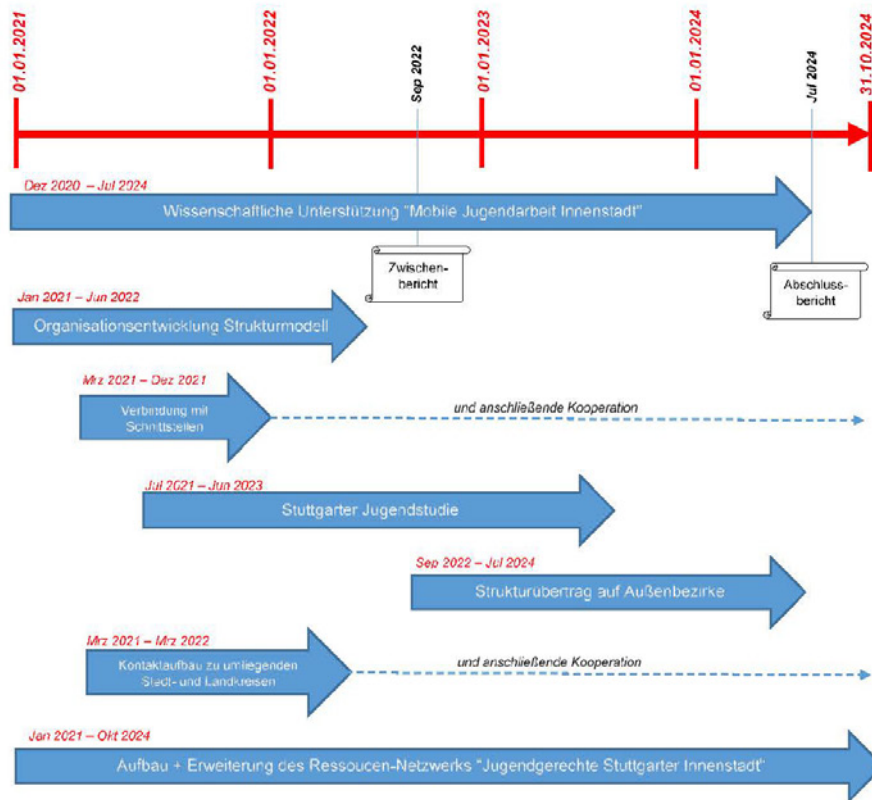 01.01.2021
01.01.2022
Sep 2022
01.01.2023
01.01.2024
Jul 2024
31.10.2024
Dez 2020 – Jul 2024
Wissenschaftliche Unterstützung "Mobile Jugendarbeit Innenstadt"
Zwischen-
bericht
Abschluss-
bericht
Jan 2021 – Jun 2022
Organisationsentwicklung Strukturmodell
Mrz 2021 – Dez 2021
Verbindung mit
Schnittstellen
und anschließende Kooperation
Jul 2021 – Jun 2023
Stuttgarter Jugendstudie
Sep 2022 – Jul 2024
Strukturübertrag auf Außenbezirke
Mrz 2021 – Mrz 2022
Kontaktaufbau zu umliegenden
Stadt- und Landkreisen
und anschließende Kooperation
Jan 2021 – Okt 2024
Aufbau + Erweiterung des Ressoucen-Netzwerks "Jugendgerechte Stuttgarter Innenstadt"